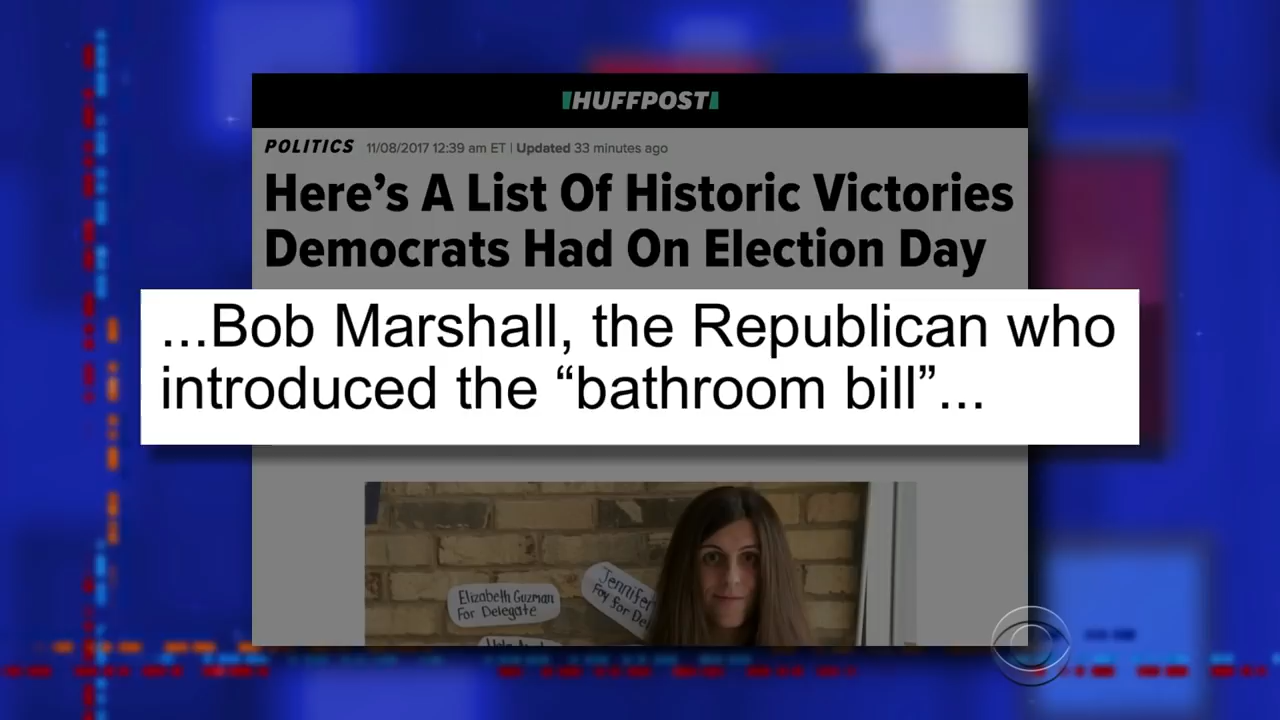 HUFFPOST
POLITICS 11/08/2017 12:39 am ET | Updated 33 minutes ago
Here’s A List Of Historic Victories
Democrats Had On Election Day
...Bob Marshall, the Republican who
introduced the “bathroom bill”...
Elizabeth Guzman
For Delegate
Jennifer
Foy for De